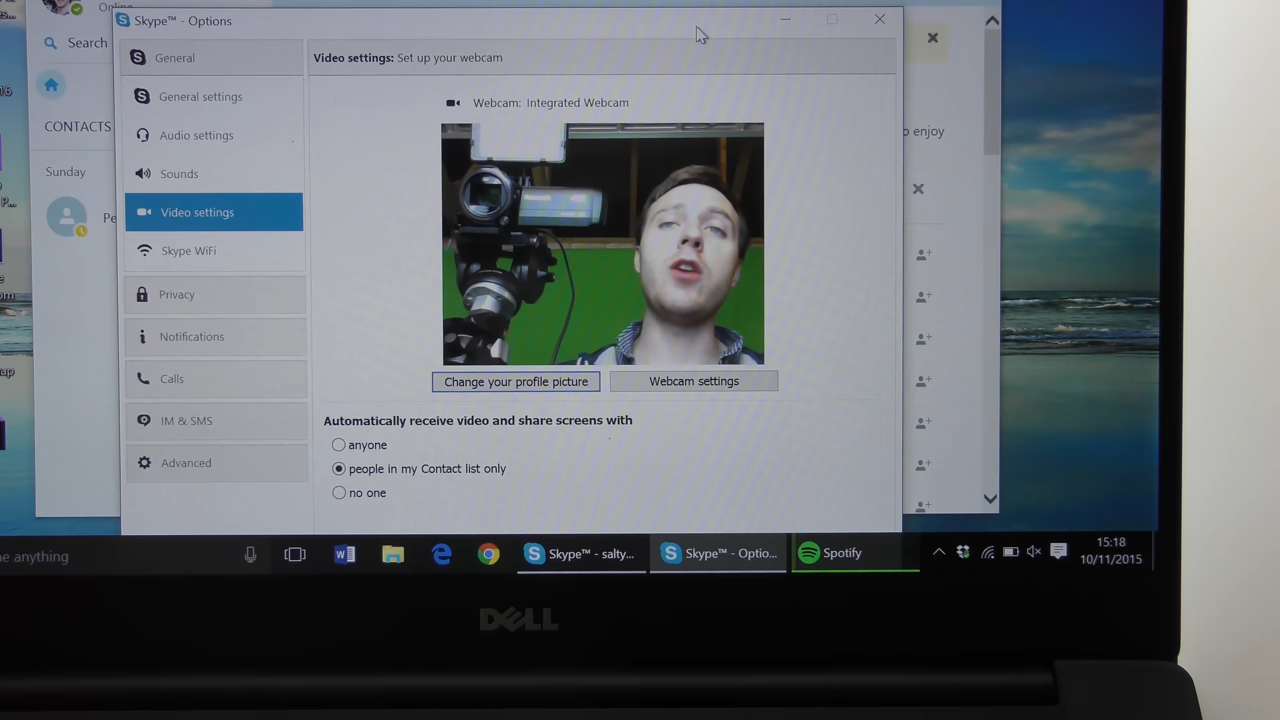 Online
Skype™ - Options
Search
General
Video settings: Set up your webcam
General settings
Webcam: Integrated Webcam
CONTACTS
Audio settings
enjoy
Sunday
Sounds
Video settings
Pe
Skype WiFi
Privacy
Notifications
Calls
Change your profile picture
Webcam settings
IM & SMS
Automatically receive video and share screens with
anyone
Advanced
people in my Contact list only
no one
anything
Skype™ - salty...
Skype™ - Optio...
Spotify
15:18
10/11/2015
DELL